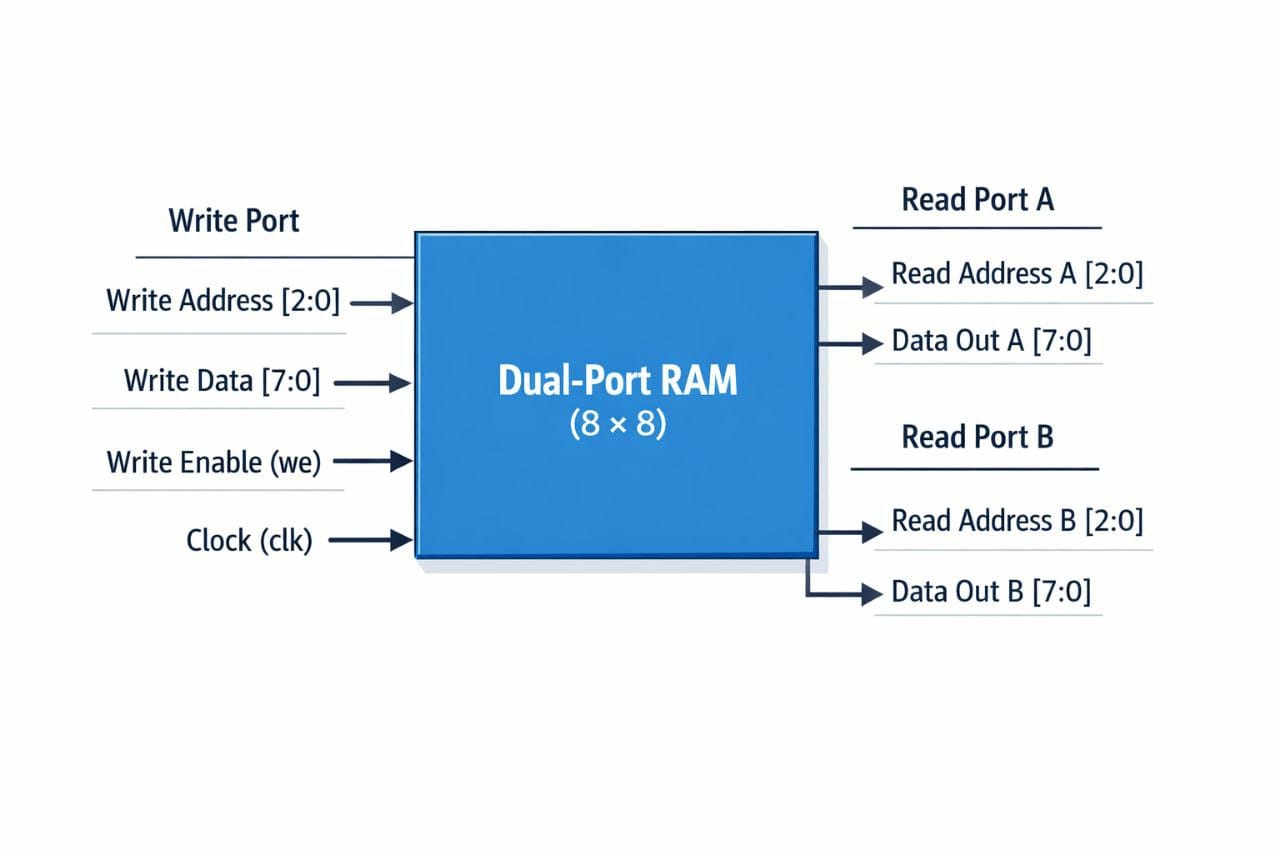 Write Port
Write Address [2:0]
Write Data [7:0]
Write Enable (we)
Clock (clk)
Dual-Port RAM
(8 × 8)
Read Port A
Read Address A [2:0]
Data Out A [7:0]
Read Port B
Read Address B [2:0]
Data Out B [7:0]